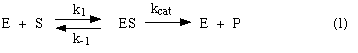 E + S k1 k-1 ES kcat E + P (1)